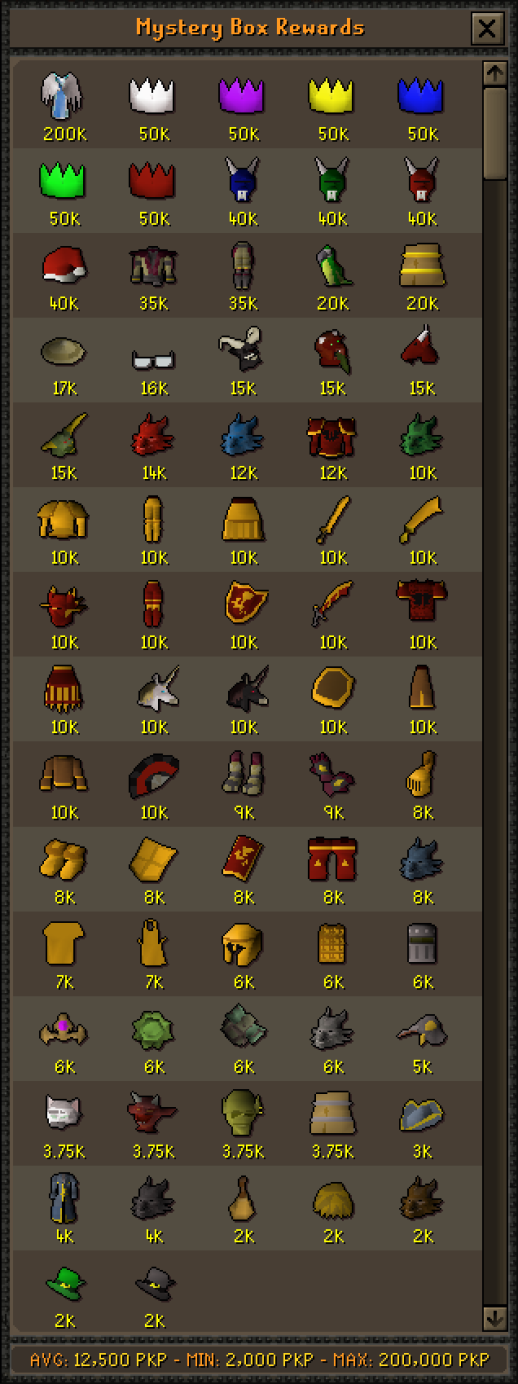 Mystery Box Rewards
200K 50K 50K 50K 50K
50K 50K 40K 40K 40K
40K 35K 35K 20K 20K
17K 16K 15K 15K 15K
15K 14K 12K 12K 10K
10K 10K 10K 10K 10K
10K 10K 10K 10K 10K
10K 10K 10K 10K 10K
10K 10K 9K 9K 8K
8K 8K 8K 8K 8K
7K 7K 6K 6K 6K
6K 6K 6K 6K 5K
3.75K 3.75K 3.75K 3.75K 3K
4K 4K 2K 2K 2K
2K 2K
AVG: 12,500 PKP - MIN: 2,000 PKP - MAX: 200,000 PKP